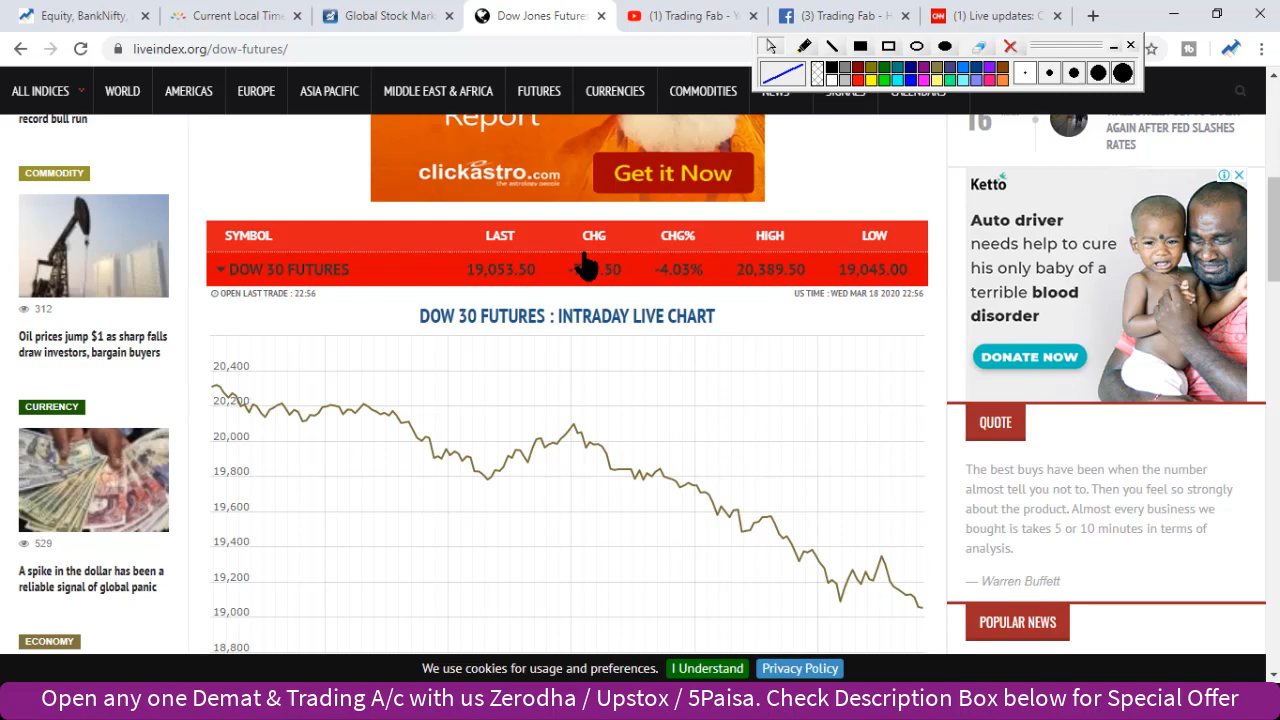 Equity, BankNifty,
Current Local Time
Global Stock Mark
Dow Jones Future
(1) Trading Fab - Y
(3) Trading Fab - H
(1) Live updates: C
liveindex.org/dow-futures/
ALL INDICES
WORLD
AMERICAS
EUROPE
ASIA PACIFIC
MIDDLE EAST & AFRICA
FUTURES
CURRENCIES
COMMODITIES
NEWS
SIGNALS
CALENDARS
record bull run
COMMODITY
312
Oil prices jump $1 as sharp falls
draw investors, bargain buyers
CURRENCY
529
A spike in the dollar has been a
reliable signal of global panic
ECONOMY
Report
clickastro.com
the astrology people
Get it Now
SYMBOL LAST CHG CHG% HIGH LOW
DOW 30 FUTURES 19,053.50 -4.03% 20,389.50 19,045.00
OPEN LAST TRADE : 22:56
US TIME : WED MAR 18 2020 22:56
DOW 30 FUTURES : INTRADAY LIVE CHART
20,400
20,200
20,000
19,800
19,600
19,400
19,200
19,000
18,800
16
AGAIN AFTER FED SLASHES
RATES
Ketto
Auto driver
needs help to cure
his only baby of a
terrible blood
disorder
DONATE NOW
QUOTE
The best buys have been when the number
almost tell you not to. Then you feel so strongly
about the product. Almost every business we
bought is takes 5 or 10 minutes in terms of
analysis.
— Warren Buffett
POPULAR NEWS
We use cookies for usage and preferences.
I Understand
Privacy Policy
Open any one Demat & Trading A/c with us Zerodha / Upstox / 5Paisa. Check Description Box below for Special Offer